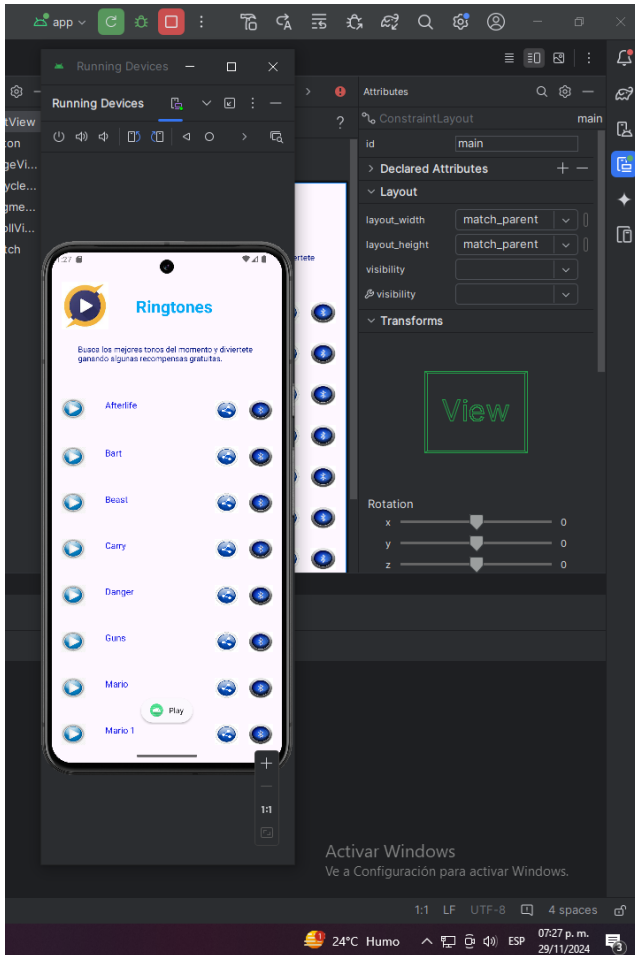 app
Running Devices
Running Devices
tView
ton
geVi...
ycle...
gme...
ollVi...
tch
1:27
Ringtones
Busca los mejores tonos del momento y diviertete
ganando algunas recompensas gratuitas.
Afterlife
Bart
Beast
Carry
Danger
Guns
Mario
Play
Mario 1
1:1
ertete
?
Attributes
ConstraintLayout
main
id
main
Declared Attributes
Layout
layout_width
match_parent
layout_height
match_parent
visibility
visibility
Transforms
View
Rotation
x
0
y
0
z
0
Activar Windows
Ve a Configuración para activar Windows.
1:1 LF UTF-8 4 spaces
24°C Humo
ESP
07:27 p. m.
29/11/2024
3